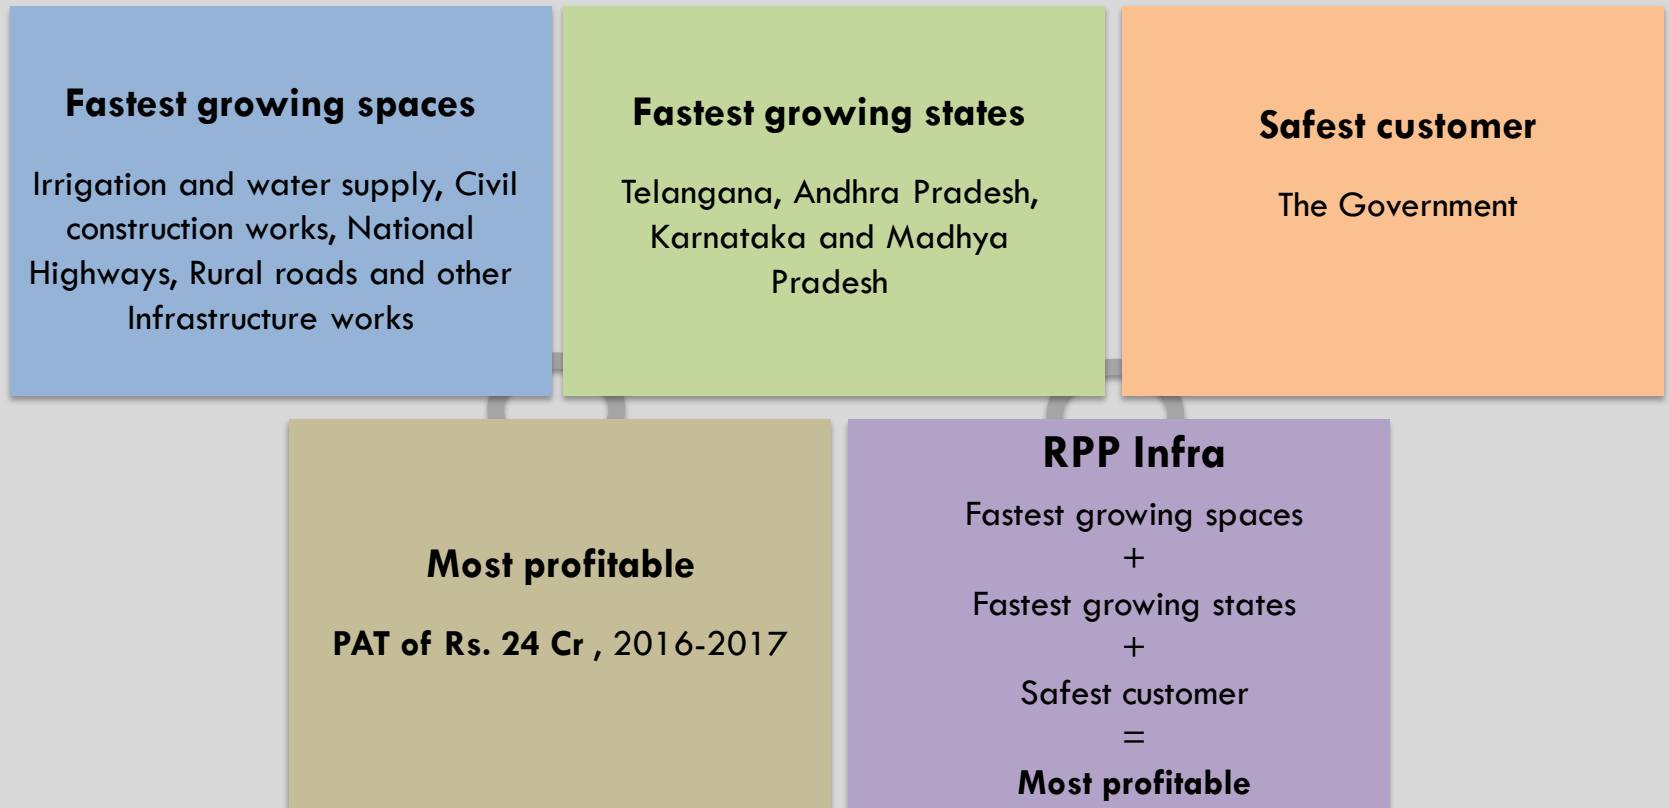 Fastest growing spaces
Irrigation and water supply, Civil
construction works, National
Highways, Rural roads and other
Infrastructure works
Fastest growing states
Telangana, Andhra Pradesh,
Karnataka and Madhya
Pradesh
Safest customer
The Government
Most profitable
PAT of Rs. 24 Cr , 2016-2017
RPP Infra
Fastest growing spaces
+
Fastest growing states
+
Safest customer
=
Most profitable